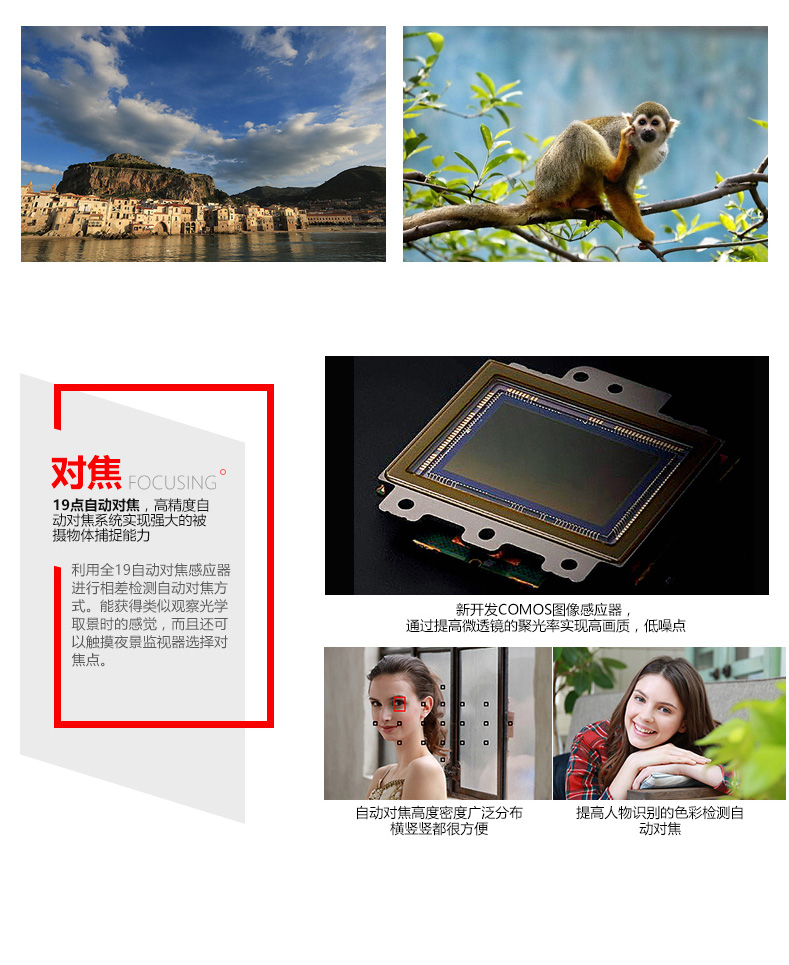 对焦 FOCUSING
19点自动对焦，高精度自
动对焦系统实现强大的被
摄物体捕捉能力
利用全19自动对焦感应器
进行相差检测自动对焦方
式。能获得类似观察光学
取景时的感觉，而且还可
以触摸夜景监视器选择对
焦点。
新开发COMOS图像感应器，
通过提高微透镜的聚光率实现高画质，低噪点
自动对焦高度密度广泛分布
横竖竖都很方便
提高人物识别的色彩检测自
动对焦